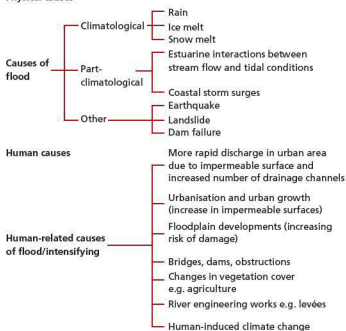 Climatological
Rain
Ice melt
Snow melt
Causes of
flood
Part-
climatological
Estuarine interactions between
stream flow and tidal conditions
Coastal storm surges
Other
Earthquake
Landslide
Dam failure
Human causes
More rapid discharge in urban area
due to impermeable surface and
increased number of drainage channels
Urbanisation and urban growth
(increase in impermeable surfaces)
Floodplain developments (increasing
risk of damage)
Human-related causes
of flood/intensifying
Bridges, dams, obstructions
Changes in vegetation cover
e.g. agriculture
River engineering works e.g. levées
Human-induced climate change